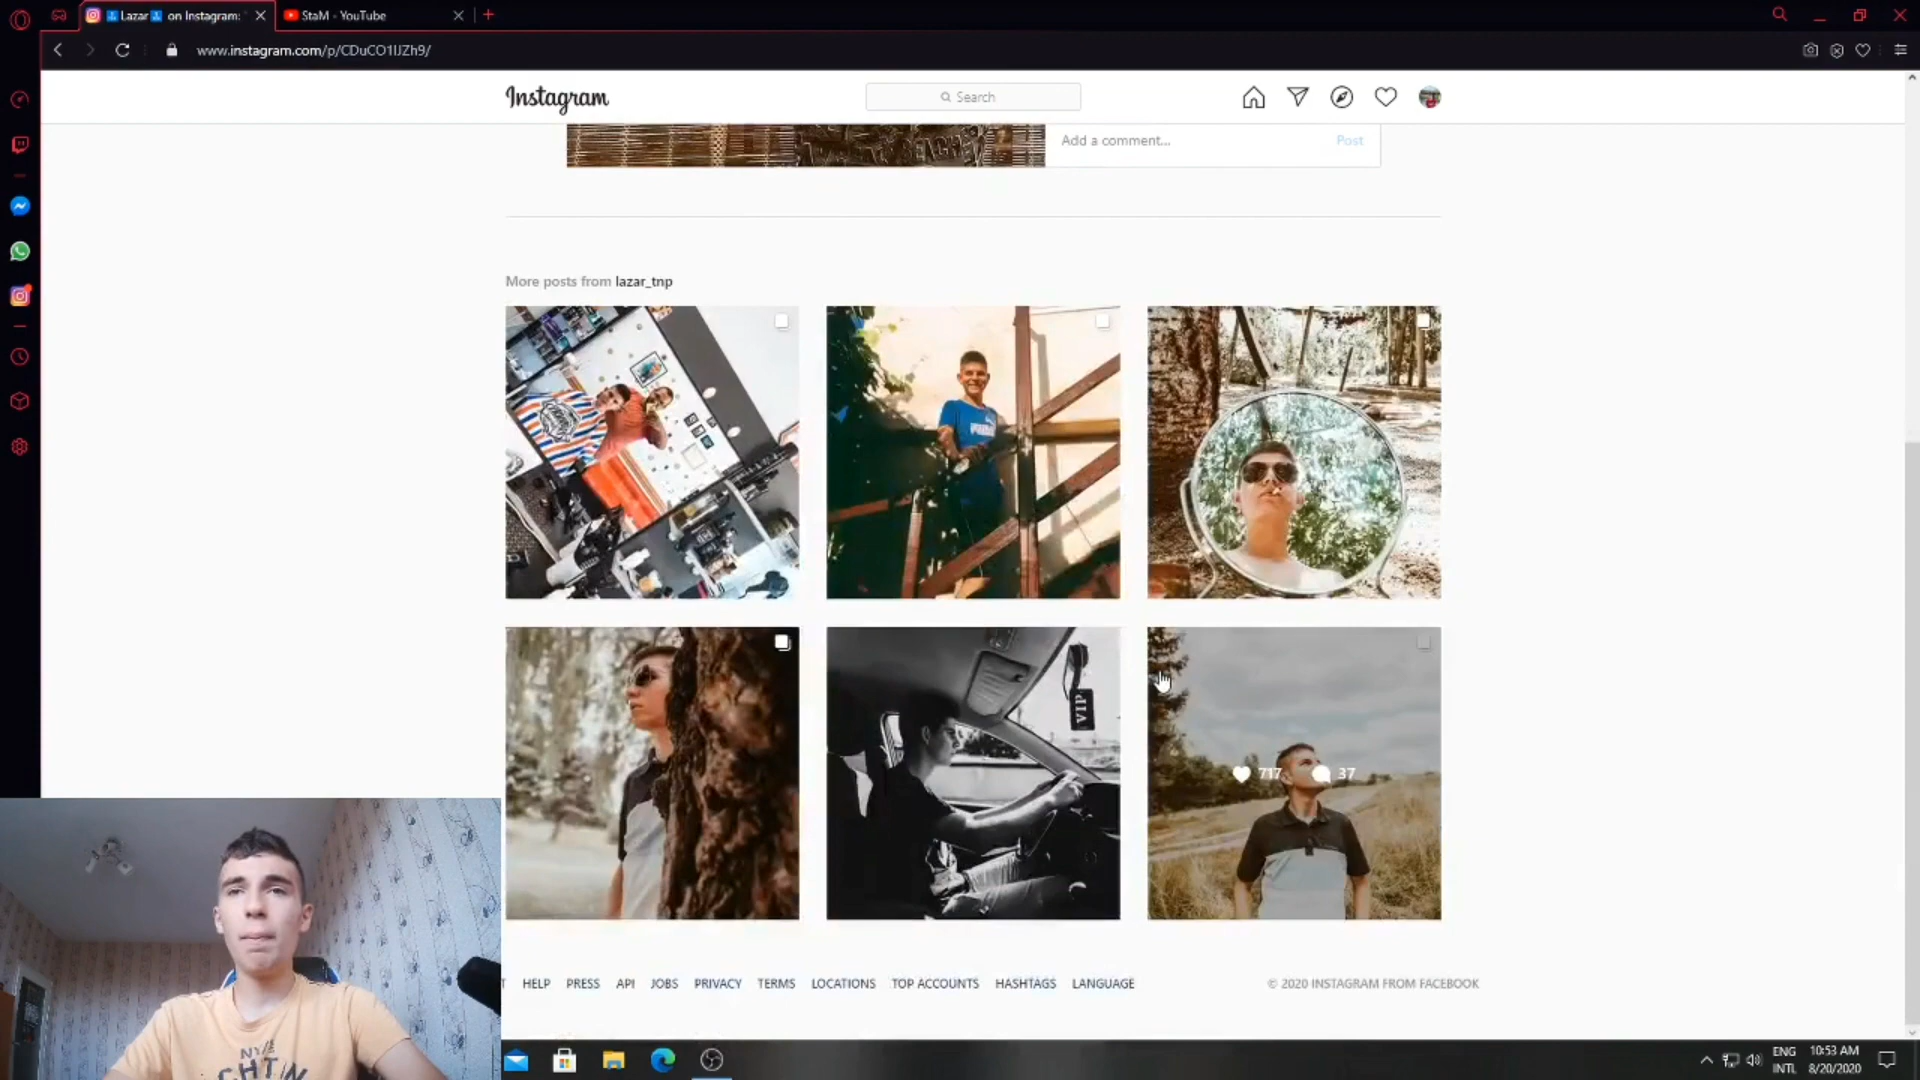 Lazar on Instagram:
StaM - YouTube
www.instagram.com/p/CDuCO1IJZh9/
Instagram
Search
Add a comment...
Post
More posts from lazar_tnp
PUMA
VIP
717
37
HELP PRESS API JOBS PRIVACY TERMS LOCATIONS TOP ACCOUNTS HASHTAGS LANGUAGE
© 2020 INSTAGRAM FROM FACEBOOK
ENG
INTL
10:53 AM
8/20/2020